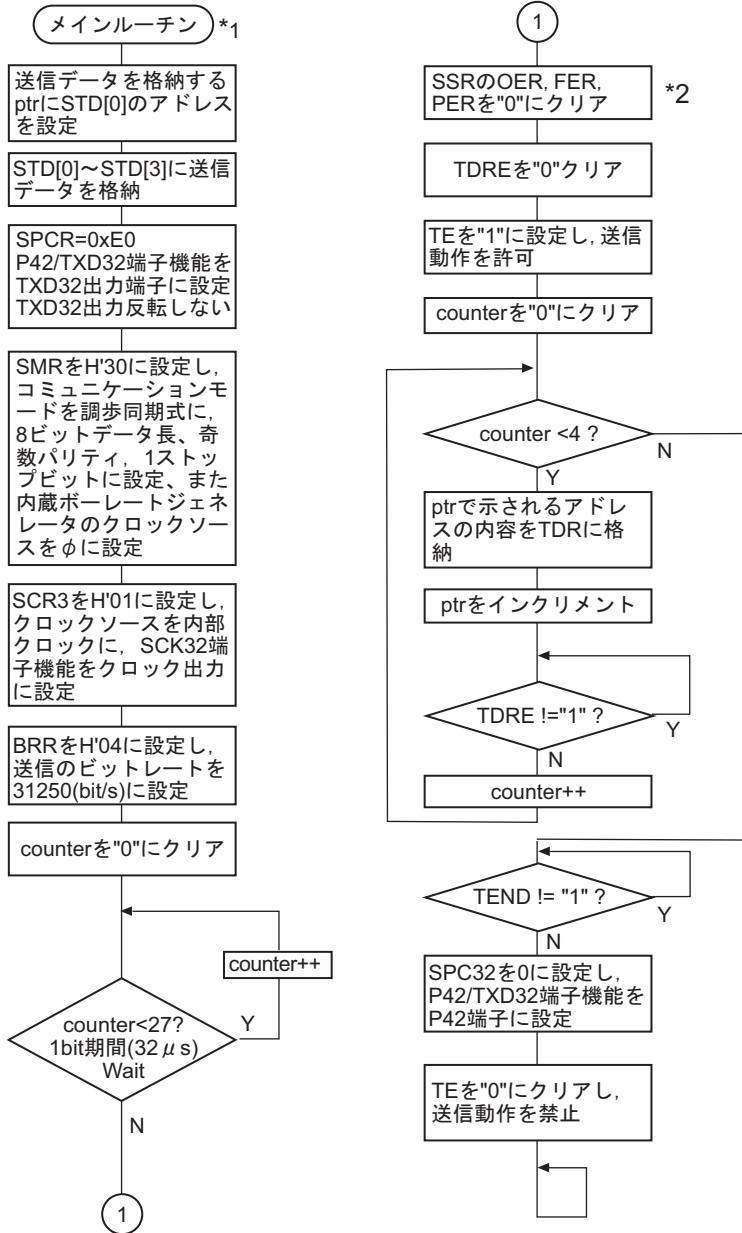 メインルーチン
*1
送信データを格納する
ptrにSTD[0]のアドレス
を設定
STD[0]～STD[3]に送信
データを格納
SPCR=0xE0
P42/TXD32端子機能を
TXD32出力端子に設定
TXD32出力反転しない
SMRをH'30に設定し,
コミュニケーションモ
ードを調歩同期式に,
8ビットデータ長、奇
数パリティ，1ストッ
プビットに設定、また
内蔵ボーレートジェネ
レータのクロックソー
スをφに設定
SCR3をH'01に設定し,
クロックソースを内部
クロックに，SCK32端
子機能をクロック出力
に設定
BRRをH'04に設定し,
送信のビットレートを
31250(bit/s)に設定
counterを"0"にクリア
counter++
counter<27?
1bit期間(32μs)
Wait
Y
N
1
1
SSRのOER, FER,
PERを"0"にクリア
*2
TDREを"0"クリア
TEを"1"に設定し, 送信
動作を許可
counterを"0"にクリア
counter <4 ?
N
Y
ptrで示されるアドレ
スの内容をTDRに格
納
ptrをインクリメント
TDRE !="1" ?
Y
N
counter++
TEND != "1" ?
Y
N
SPC32を0に設定し,
P42/TXD32端子機能を
P42端子に設定
TEを"0"にクリアし,
送信動作を禁止